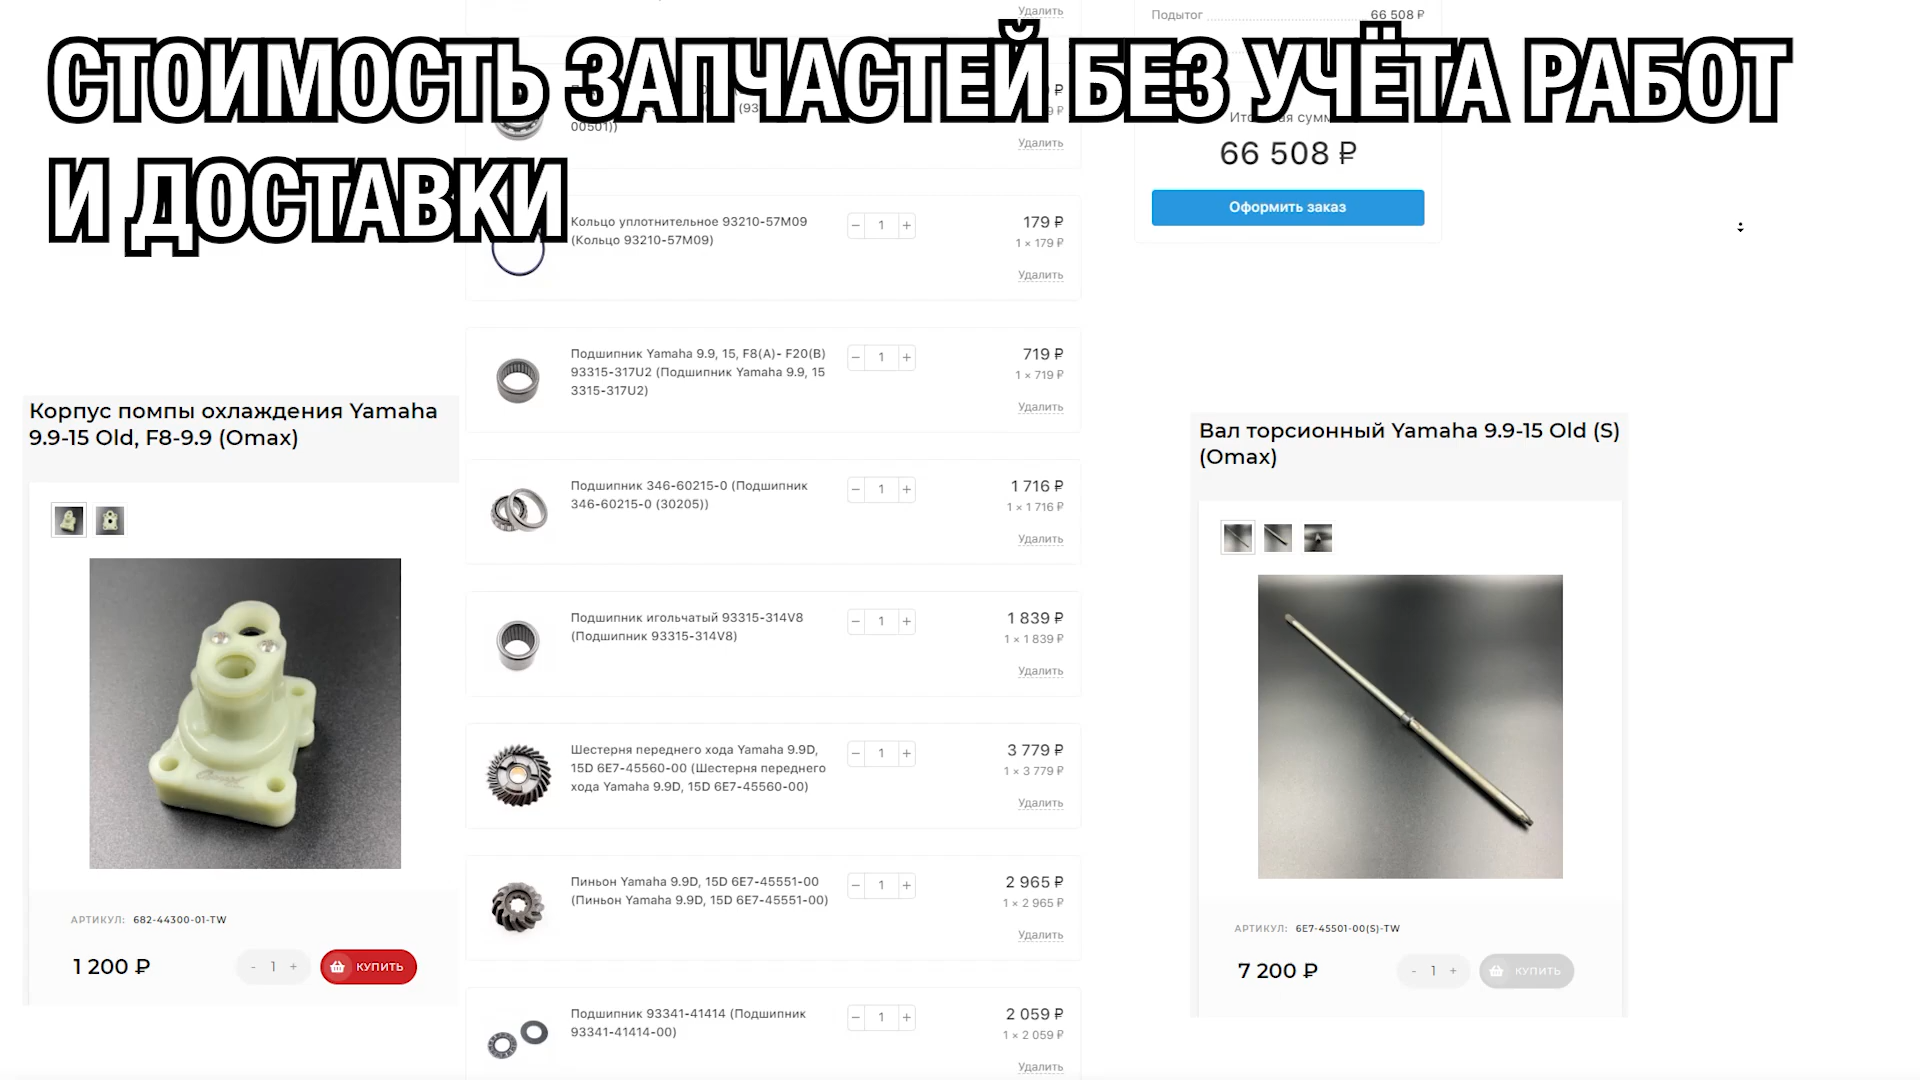 СТОИМОСТЬ ЗАПЧАСТЕЙ БЕЗ УЧЁТА РАБОТ
И ДОСТАВКИ
Удалить
00501))
Удалить
Кольцо уплотнительное 93210-57M09
(Кольцо 93210-57M09)
− 1 +
179 ₽
1 × 179 ₽
Удалить
Подшипник Yamaha 9.9, 15, F8(A)- F20(B)
93315-317U2 (Подшипник Yamaha 9.9, 15
3315-317U2)
− 1 +
719 ₽
1 × 719 ₽
Удалить
Подшипник 346-60215-0 (Подшипник
346-60215-0 (30205))
− 1 +
1 716 ₽
1 × 1 716 ₽
Удалить
Подшипник игольчатый 93315-314V8
(Подшипник 93315-314V8)
− 1 +
1 839 ₽
1 × 1 839 ₽
Удалить
Шестерня переднего хода Yamaha 9.9D,
15D 6E7-45560-00 (Шестерня переднего
хода Yamaha 9.9D, 15D 6E7-45560-00)
− 1 +
3 779 ₽
1 × 3 779 ₽
Удалить
Пиньон Yamaha 9.9D, 15D 6E7-45551-00
(Пиньон Yamaha 9.9D, 15D 6E7-45551-00)
− 1 +
2 965 ₽
1 × 2 965 ₽
Удалить
Подшипник 93341-41414 (Подшипник
93341-41414-00)
− 1 +
2 059 ₽
1 × 2 059 ₽
Удалить
Подытог 66 508 ₽
66 508 ₽
Оформить заказ
Корпус помпы охлаждения Yamaha
9.9-15 Old, F8-9.9 (Omax)
АРТИКУЛ: 682-44300-01-TW
1 200 ₽
- 1 +
КУПИТЬ
Вал торсионный Yamaha 9.9-15 Old (S)
(Omax)
АРТИКУЛ: 6E7-45501-00(S)-TW
7 200 ₽
- 1 +
КУПИТЬ